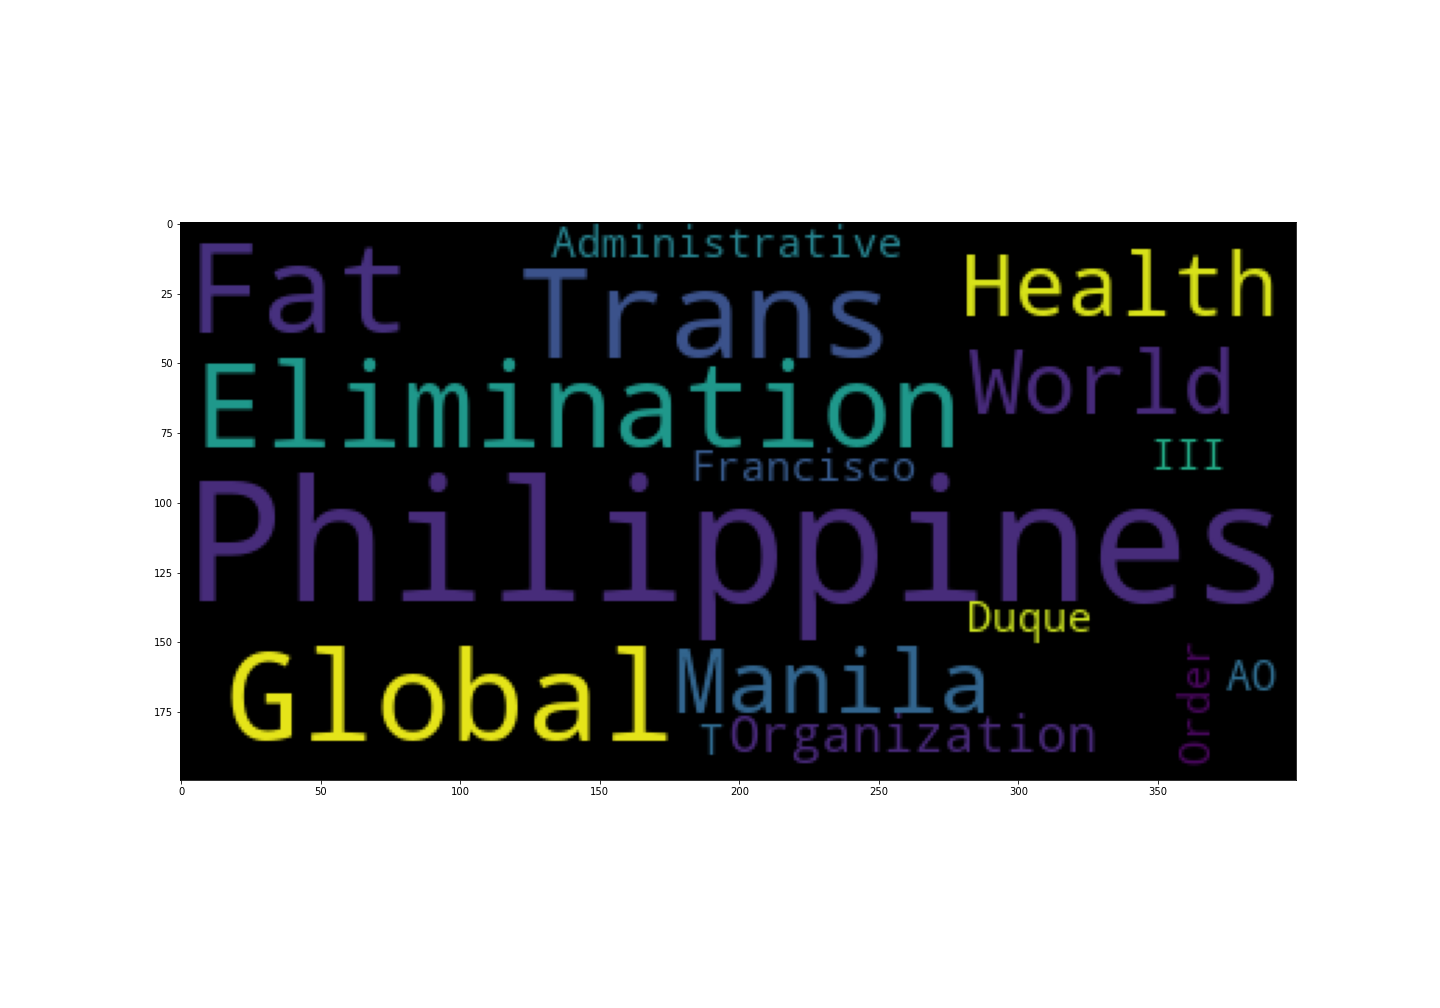 Administrative
Fat Trans Health
Elimination World
Francisco III
Philippines
Duque
Global Manila Order AO
T Organization
0
25
50
75
100
125
150
175
0 50 100 150 200 250 300 350